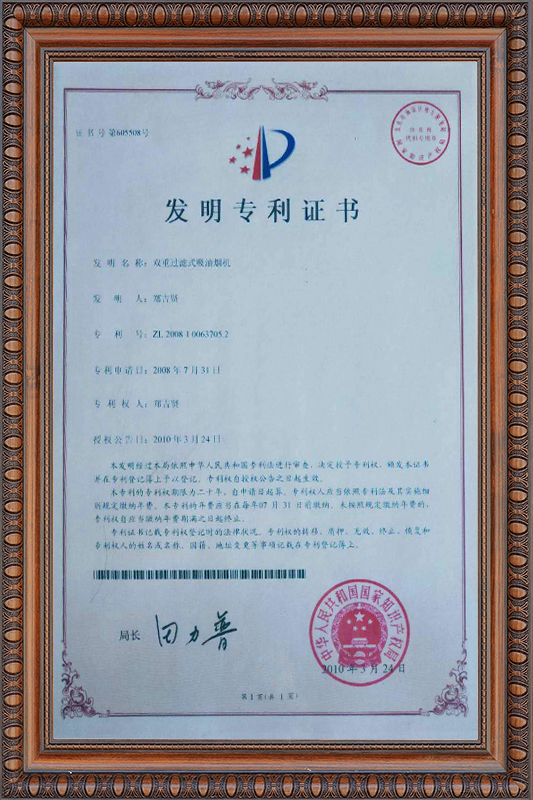 证书号第605508号
发明专利证书
发明名称：双重过滤式吸油烟机
发明人：郑吉贤
专利号：ZL 2008 1 0063705.2
专利申请日：2008年7月31日
专利权人：郑吉贤
授权公告日：2010年3月24日
本发明经过本局依照中华人民共和国专利法进行审查，决定授予专利权，颁发本证书
并在专利登记簿上予以登记。专利权自授权公告之日起生效。
本专利的专利权期限为二十年，自申请日起算。专利权人应当依照专利法及其实施细
则规定缴纳年费。本专利的年费应当在每年07月31日前缴纳。未按照规定缴纳年费的，
专利权自应当缴纳年费期满之日起终止。
专利证书记载专利权登记时的法律状况。专利权的转移、质押、无效、终止、恢复和
专利权人的姓名或名称、国籍、地址变更等事项记载在专利登记簿上。
局长
田力普
中华人民共和国国家知识产权局
2010年3月24日
第1页(共1页)